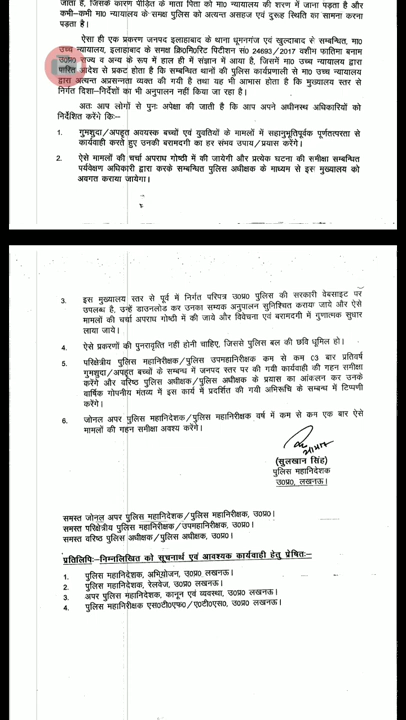 जाता है, जिसके कारण पीड़ित के माता पिता को मा0 न्यायालय की शरण में जाना पड़ता है और
कभी-कभी मा0 न्यायालय के समक्ष पुलिस को अत्यन्त असहज एवं दुरूह स्थिति का सामना करना
पड़ता है।
ऐसा ही एक प्रकरण जनपद इलाहाबाद के थाना धूमनगंज एवं खुल्दाबाद से सम्बन्धित, मा0
उच्च न्यायालय, इलाहाबाद के समक्ष क्रि0मि0रिट पिटीशन सं0 24693/2017 वशीम फातिमा बनाम
उ0प्र0 राज्य व अन्य के रूप में हाल ही में संज्ञान में आया है, जिसमें मा0 उच्च न्यायालय द्वारा
पारित आदेश से प्रकट होता है कि सम्बन्धित थानों की पुलिस कार्यप्रणाली से मा0 उच्च न्यायालय
द्वारा अत्यन्त अप्रसन्नता व्यक्त की गयी है तथा यह भी आभास होता है कि मुख्यालय स्तर से
निर्गत दिशा-निर्देशों का भी अनुपालन नहीं किया जा रहा है।
अतः आप लोगों से पुनः अपेक्षा की जाती है कि आप अपने अधीनस्थ अधिकारियों को
निर्देशित करेंगे किः-
1. गुमशुदा/अपहृत अवयस्क बच्चों एवं युवतियों के मामलों में सहानुभूतिपूर्वक पूर्णतत्परता से
कार्यवाही करते हुए उनकी बरामदगी का हर संभव उपाय/प्रयास करेंगे।
2. ऐसे मामलों की चर्चा अपराध गोष्ठी में की जायेगी और प्रत्येक घटना की समीक्षा सम्बन्धित
पर्यवेक्षण अधिकारी द्वारा करके सम्बन्धित पुलिस अधीक्षक के माध्यम से इस मुख्यालय को
अवगत कराया जायेगा।
3. इस मुख्यालय स्तर से पूर्व में निर्गत परिपत्र उ0प्र0 पुलिस की सरकारी वेबसाइट पर
उपलब्ध है, उन्हें डाउनलोड कर उनका सम्यक अनुपालन सुनिश्चित कराया जाये और ऐसे
मामलों की चर्चा अपराध गोष्ठी में की जाये और विवेचना एवं बरामदगी में गुणात्मक सुधार
लाया जाये।
4. ऐसे प्रकरणों की पुनरावृत्ति नही होनी चाहिए, जिससे पुलिस बल की छवि धूमिल हो।
5. परिक्षेत्रीय पुलिस महानिरीक्षक/पुलिस उपमहानिरीक्षक कम से कम 03 बार प्रतिवर्ष
गुमशुदा/अपहृत बच्चों के सम्बन्ध में जनपद स्तर पर की गयी कार्यवाही की गहन समीक्षा
करेंगे और वरिष्ठ पुलिस अधीक्षक/पुलिस अधीक्षक के प्रयास का आंकलन कर उनके
वार्षिक गोपनीय मंतव्य में इस कार्य में प्रदर्शित की गयी अभिरूचि के सम्बन्ध में टिप्पणी
करेंगे।
6. जोनल अपर पुलिस महानिदेशक/पुलिस महानिरीक्षक वर्ष में कम से कम एक बार ऐसे
मामलों की गहन समीक्षा अवश्य करेंगे।
(सुलखान सिंह)
पुलिस महानिदेशक
उ0प्र0, लखनऊ।
समस्त जोनल अपर पुलिस महानिदेशक/पुलिस महानिरीक्षक, उ0प्र0।
समस्त परिक्षेत्रीय पुलिस महानिरीक्षक/उपमहानिरीक्षक, उ0प्र0।
समस्त वरिष्ठ पुलिस अधीक्षक/पुलिस अधीक्षक, उ0प्र0।
प्रतिलिपिः-निम्नलिखित को सूचनार्थ एवं आवश्यक कार्यवाही हेतु प्रेषितः-
1. पुलिस महानिदेशक, अभियोजन, उ0प्र0 लखनऊ।
2. पुलिस महानिदेशक, रेलवेज, उ0प्र0 लखनऊ।
3. अपर पुलिस महानिदेशक, कानून एवं व्यवस्था, उ0प्र0 लखनऊ।
4. पुलिस महानिरीक्षक एस0टी0एफ0/ए0टी0एस0, उ0प्र0 लखनऊ।